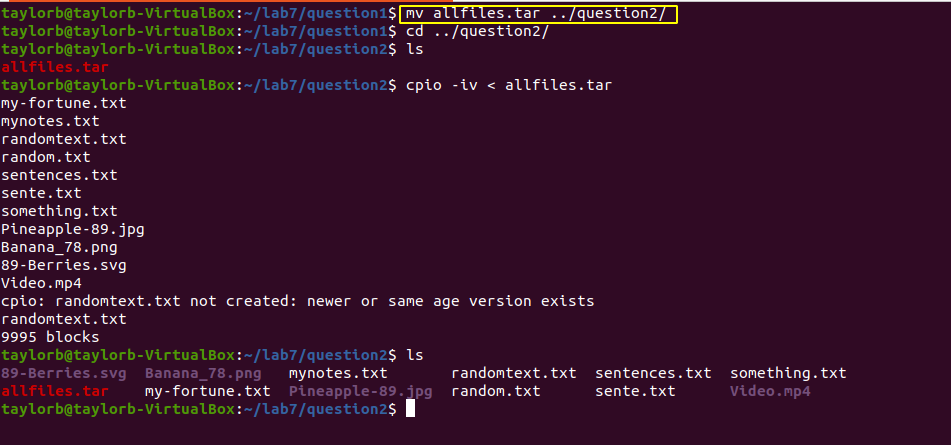 taylorb@taylorb-VirtualBox:~/lab7/question1$ mv allfiles.tar ../question2/
taylorb@taylorb-VirtualBox:~/lab7/question1$ cd ../question2/
taylorb@taylorb-VirtualBox:~/lab7/question2$ ls
allfiles.tar
taylorb@taylorb-VirtualBox:~/lab7/question2$ cpio -iv < allfiles.tar
my-fortune.txt
mynotes.txt
randomtext.txt
random.txt
sentences.txt
sente.txt
something.txt
Pineapple-89.jpg
Banana_78.png
89-Berries.svg
Video.mp4
cpio: randomtext.txt not created: newer or same age version exists
randomtext.txt
9995 blocks
taylorb@taylorb-VirtualBox:~/lab7/question2$ ls
89-Berries.svg  Banana_78.png   mynotes.txt       randomtext.txt  sentences.txt  something.txt
allfiles.tar    my-fortune.txt  Pineapple-89.jpg  random.txt      sente.txt      Video.mp4
taylorb@taylorb-VirtualBox:~/lab7/question2$